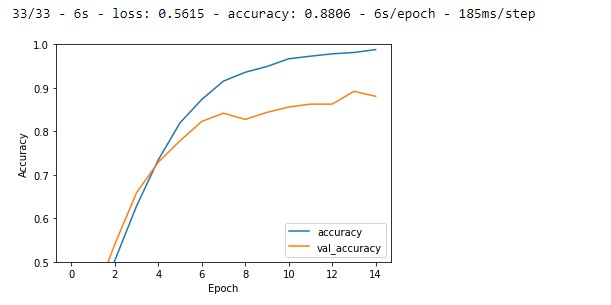 33/33 - 6s - loss: 0.5615 - accuracy: 0.8806 - 6s/epoch - 185ms/step
1.0
0.9
0.8
0.7
0.6
0.5
Accuracy
accuracy
val_accuracy
0 2 4 6 8 10 12 14
Epoch